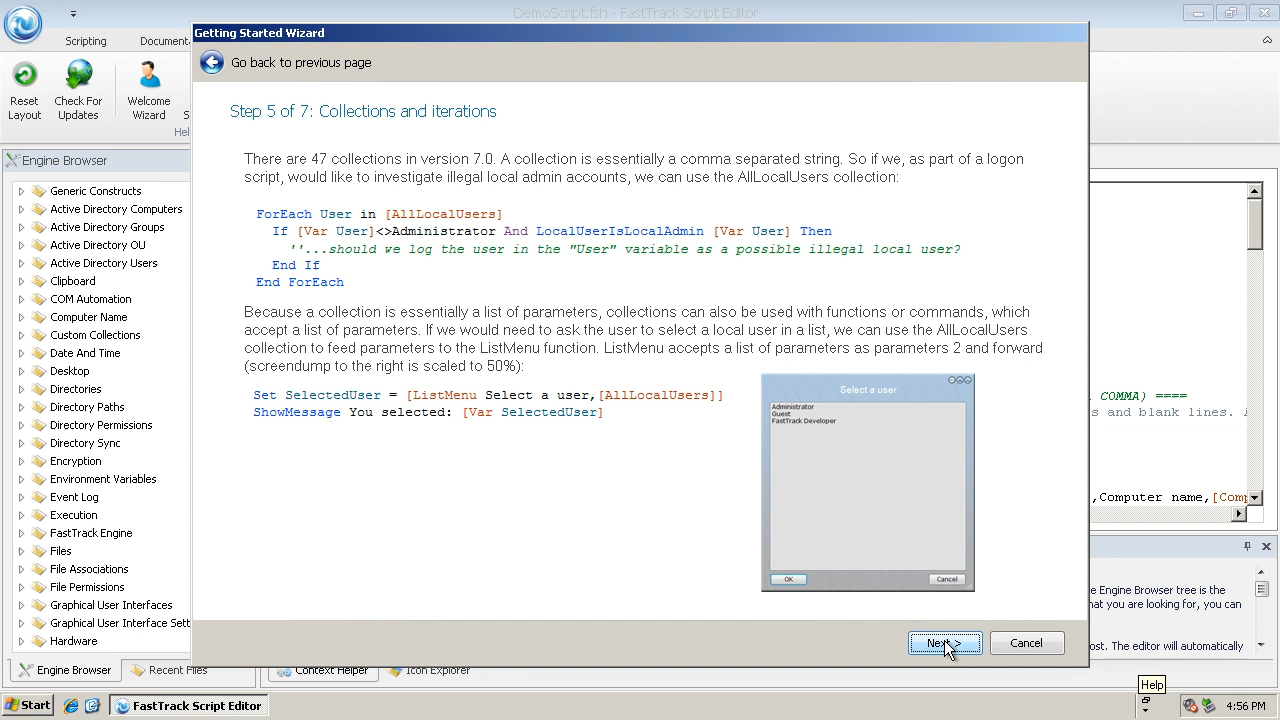 DemoScript.fsh - FastTrack Script Editor
Scripting
Document
Reset Layout
Check For Updates
Welcome Wizard
Script
Hel
Getting Started Wizard
Go back to previous page
Step 5 of 7: Collections and iterations
There are 47 collections in version 7.0. A collection is essentially a comma separated string. So if we, as part of a logon
script, would like to investigate illegal local admin accounts, we can use the AllLocalUsers collection:
ForEach User in [AllLocalUsers]
If [Var User]<>Administrator And LocalUserIsLocalAdmin [Var User] Then
''...should we log the user in the "User" variable as a possible illegal local user?
End If
End ForEach
Because a collection is essentially a list of parameters, collections can also be used with functions or commands, which
accept a list of parameters. If we would need to ask the user to select a local user in a list, we can use the AllLocalUsers
collection to feed parameters to the ListMenu function. ListMenu accepts a list of parameters as parameters 2 and forward
(screendump to the right is scaled to 50%):
Set SelectedUser = [ListMenu Select a user,[AllLocalUsers]]
ShowMessage You selected: [Var SelectedUser]
Select a user
Administrator
Guest
FastTrack Developer
OK
Cancel
Next >
Cancel
Engine Browser
Generic Constructs
Active Directory Computers
Active Directory Groups
Active Directory OU
Active Directory Users
Clipboard
COM Automation
Computer Name
Custom Collections
Date And Time
Desktop
Directories
Directory Paths
Directory Permissions
Directory Sync
Encryption
Environment Variables
Event Log
Execution
FastTrack Engine
Files
File Associations
File Permissions
Graphical User Interfaces
Graphical User Interface Sett
Hardware
COMMA) ====
s and blank lines.
,Computer name,[Comp
e Engine Browser tree is the
hat you are looking for, you can
ost. The editor will automatically
Engine Browser
Recent Files
Context Helper
Icon Explorer
Help
Start
FastTrack Script Editor
4:56 PM